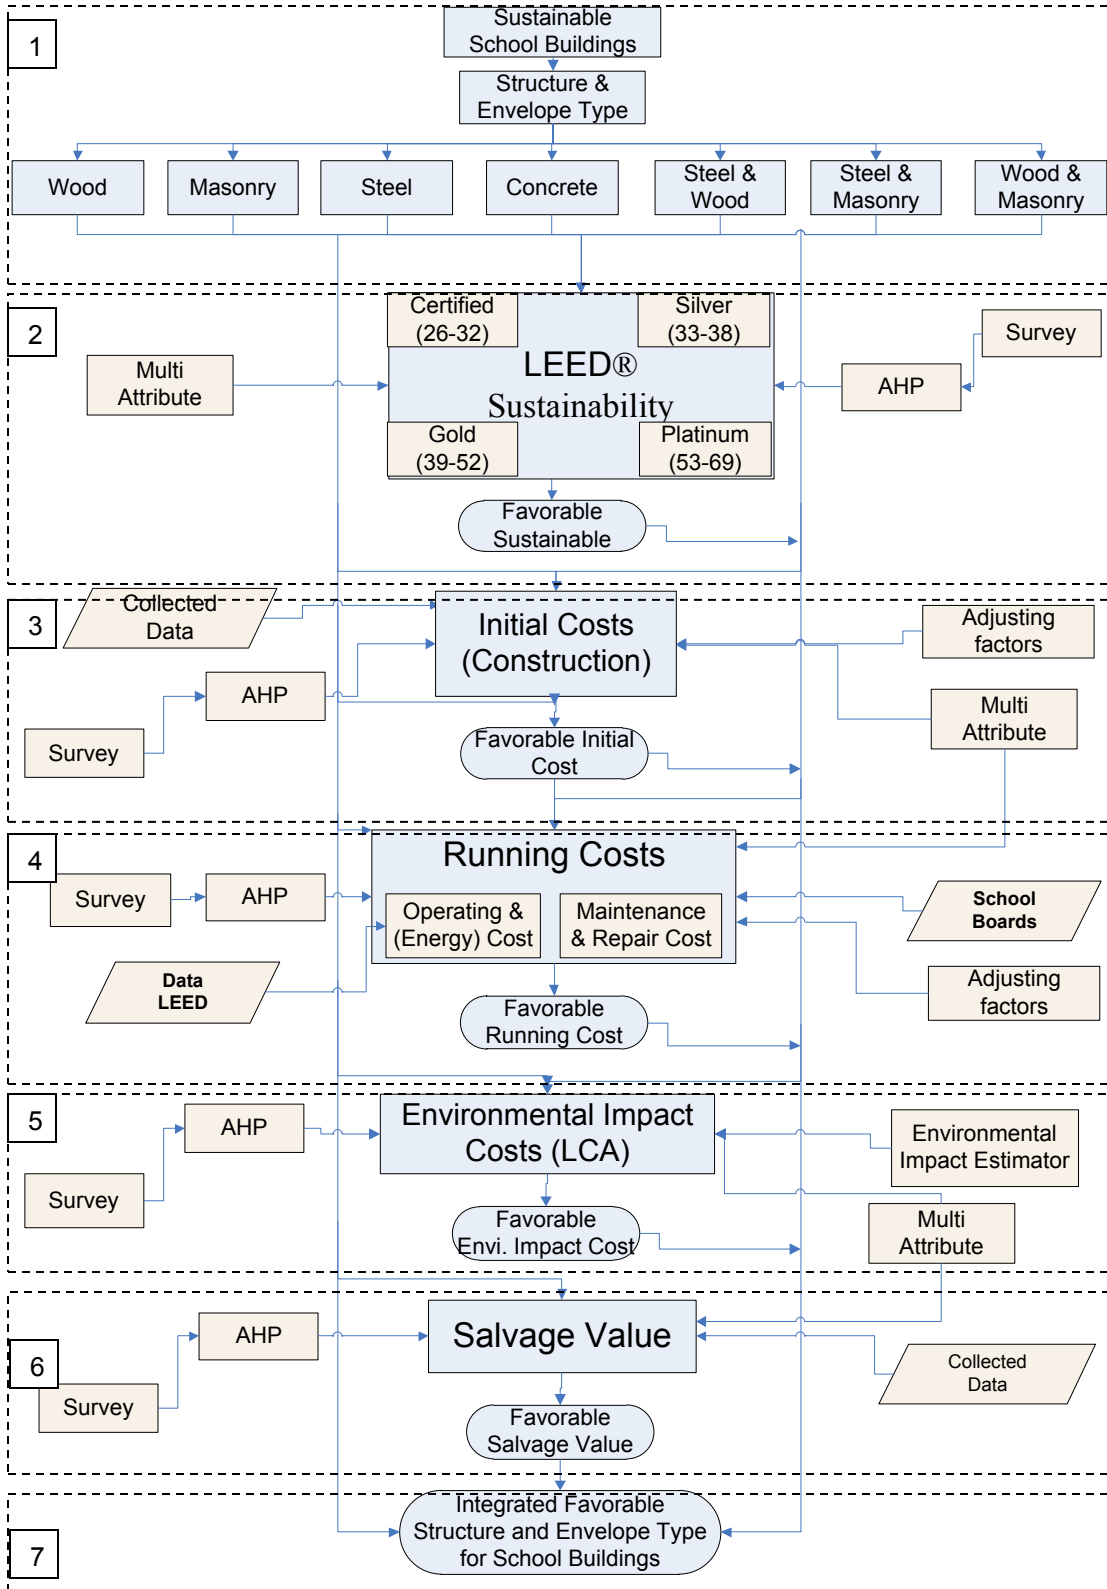 1
Sustainable
School Buildings
Structure &
Envelope Type
Wood
Masonry
Steel
Concrete
Steel &
Wood
Steel &
Masonry
Wood &
Masonry
2
Certified
(26-32)
Silver
(33-38)
Survey
Multi
Attribute
LEED®
Sustainability
AHP
Gold
(39-52)
Platinum
(53-69)
Favorable
Sustainable
3
Collected
Data
Initial Costs
(Construction)
Adjusting
factors
AHP
Survey
Multi
Attribute
Favorable Initial
Cost
4
Running Costs
Survey
AHP
Operating &
(Energy) Cost
Maintenance
& Repair Cost
School
Boards
Data
LEED
Adjusting
factors
Favorable
Running Cost
5
AHP
Environmental Impact
Costs (LCA)
Environmental
Impact Estimator
Survey
Favorable
Envi. Impact Cost
Multi
Attribute
6
AHP
Salvage Value
Survey
Collected
Data
Favorable
Salvage Value
7
Integrated Favorable
Structure and Envelope Type
for School Buildings